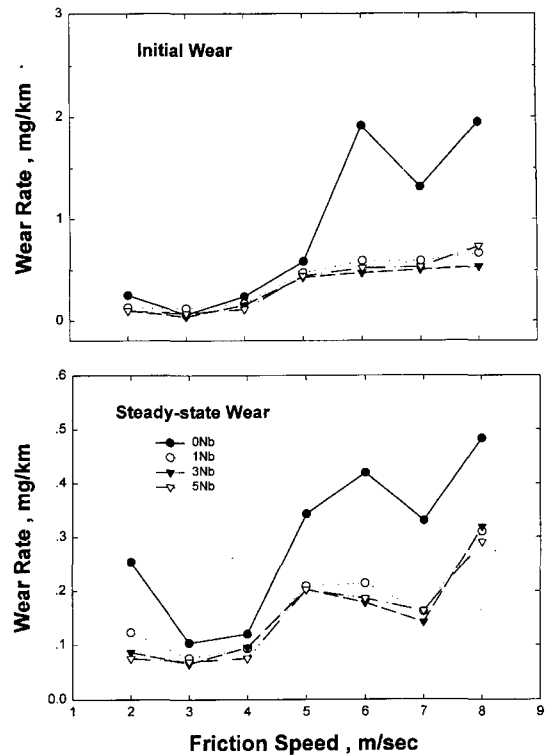 3
Initial Wear
2
1
0
Wear Rate , mg/km
.6
Steady-state Wear
0Nb
1Nb
3Nb
5Nb
.5
.4
.3
.2
.1
0.0
Wear Rate , mg/km
1 2 3 4 5 6 7 8 9
Friction Speed , m/sec